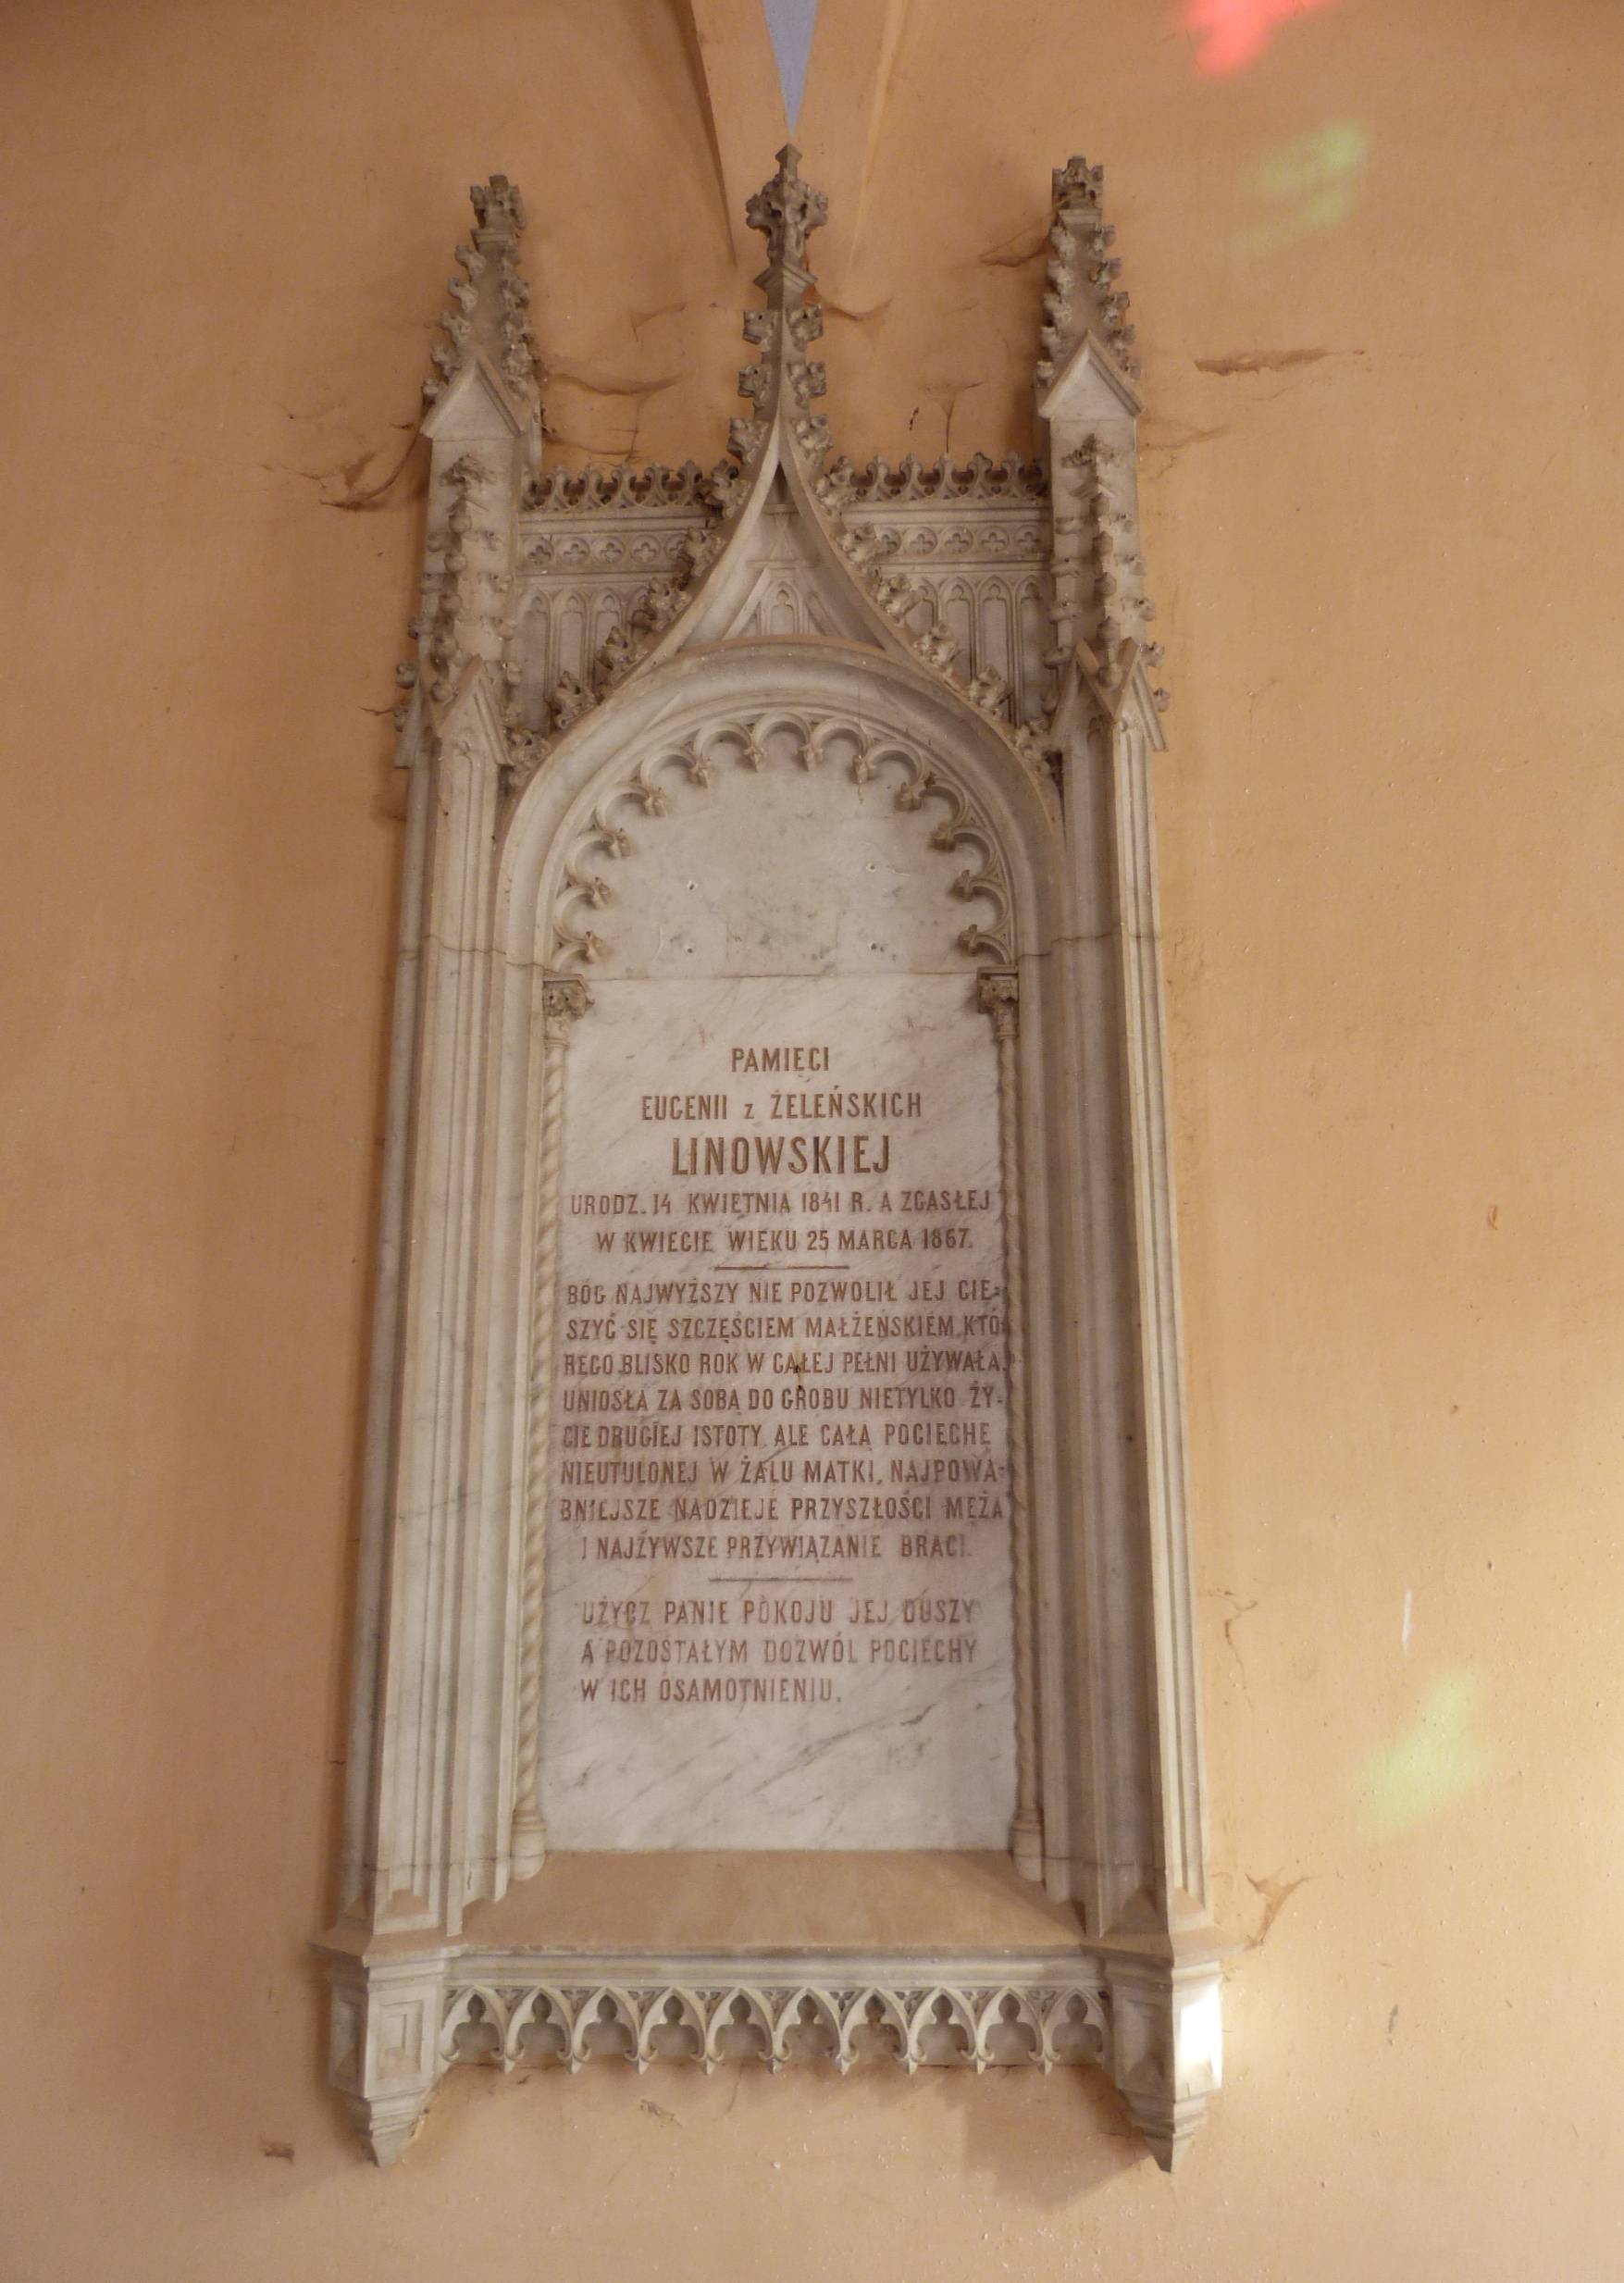 PAMIĘCI
EUGENII z ŻELEŃSKICH
LINOWSKIEJ
URODZ. 14 KWIETNIA 1841 R. A ZGASŁEJ
W KWIECIE WIEKU 25 MARCA 1867.
BÓG NAJWYŻSZY NIE POZWOLIŁ JEJ CIE-
SZYĆ SIĘ SZCZĘŚCIEM MAŁŻEŃSKIEM, KTÓ-
REGO BLISKO ROK W CAŁEJ PEŁNI UŻYWAŁA.
UNIOSŁA ZA SOBĄ DO GROBU NIETYLKO ŻY-
CIE DRUGIEJ ISTOTY ALE CAŁĄ POCIECHĘ
NIEUTULONEJ W ŻALU MATKI, NAJPOWA-
BNIEJSZE NADZIEJE PRZYSZŁOŚCI MĘŻA
I NAJŻYWSZE PRZYWIĄZANIE BRACI.
UŻYCZ PANIE POKOJU JEJ DUSZY
A POZOSTAŁYM DOZWÓL POCIECHY
W ICH OSAMOTNIENIU.